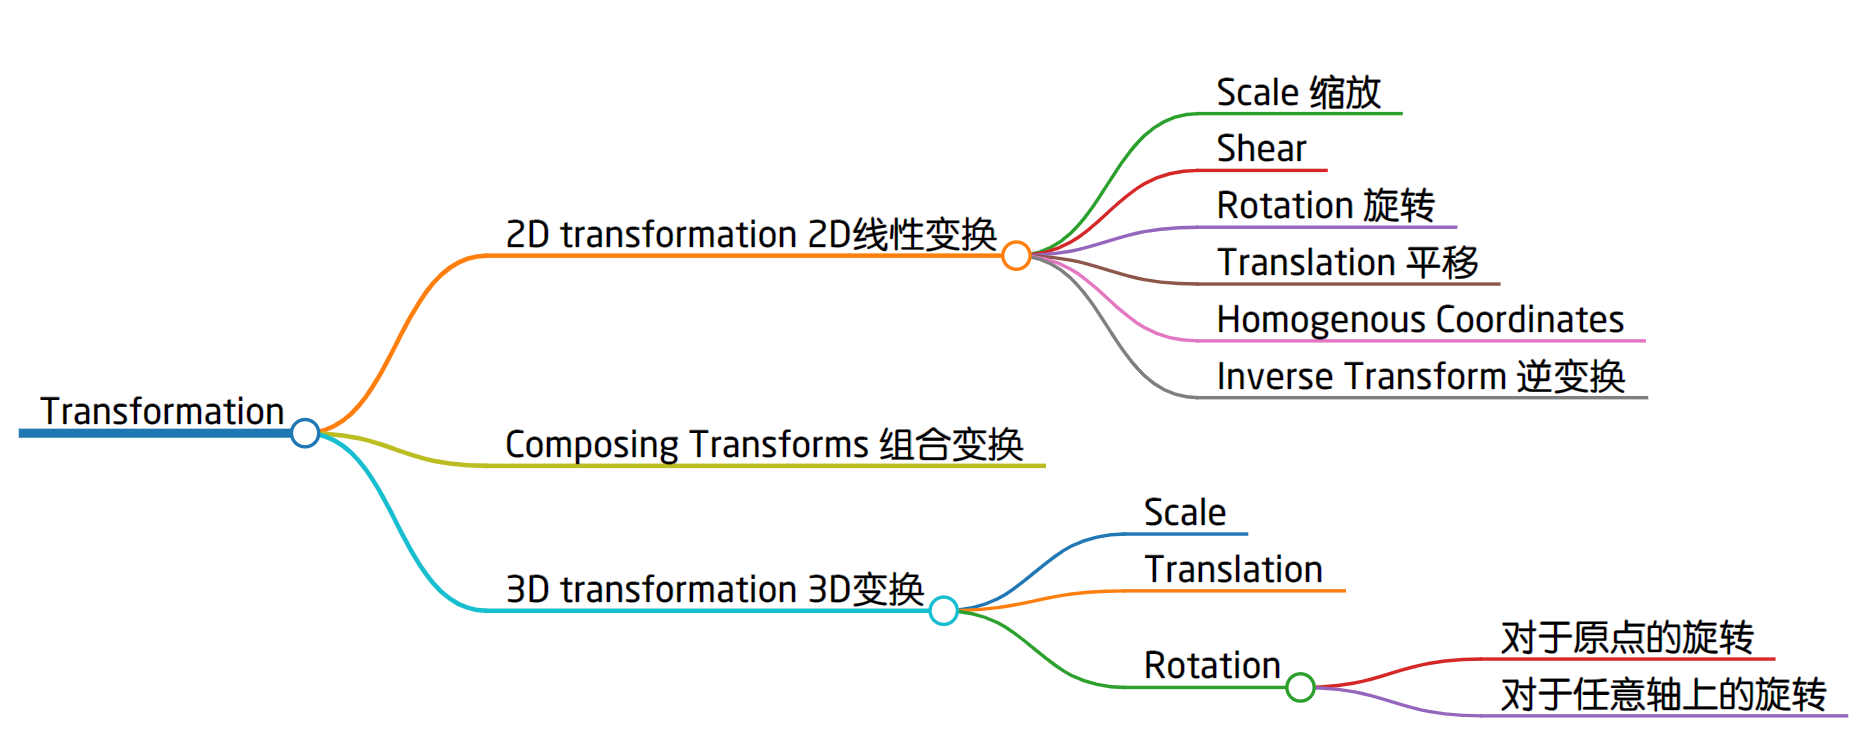 Transformation
2D transformation 2D线性变换
Scale 缩放
Shear
Rotation 旋转
Translation 平移
Homogenous Coordinates
Inverse Transform 逆变换
Composing Transforms 组合变换
3D transformation 3D变换
Scale
Translation
Rotation
对于原点的旋转
对于任意轴上的旋转